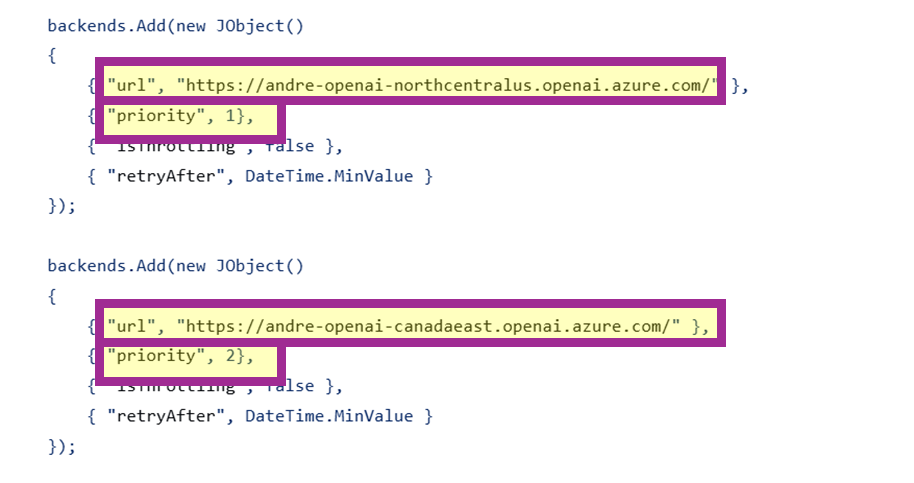 backends.Add(new JObject()
{
{ "url", "https://andre-openai-northcentralus.openai.azure.com/" },
{ "priority", 1},
{ "isThrottling", false },
{ "retryAfter", DateTime.MinValue }
});
backends.Add(new JObject()
{
{ "url", "https://andre-openai-canadaeast.openai.azure.com/" },
{ "priority", 2},
{ "isThrottling", false },
{ "retryAfter", DateTime.MinValue }
});